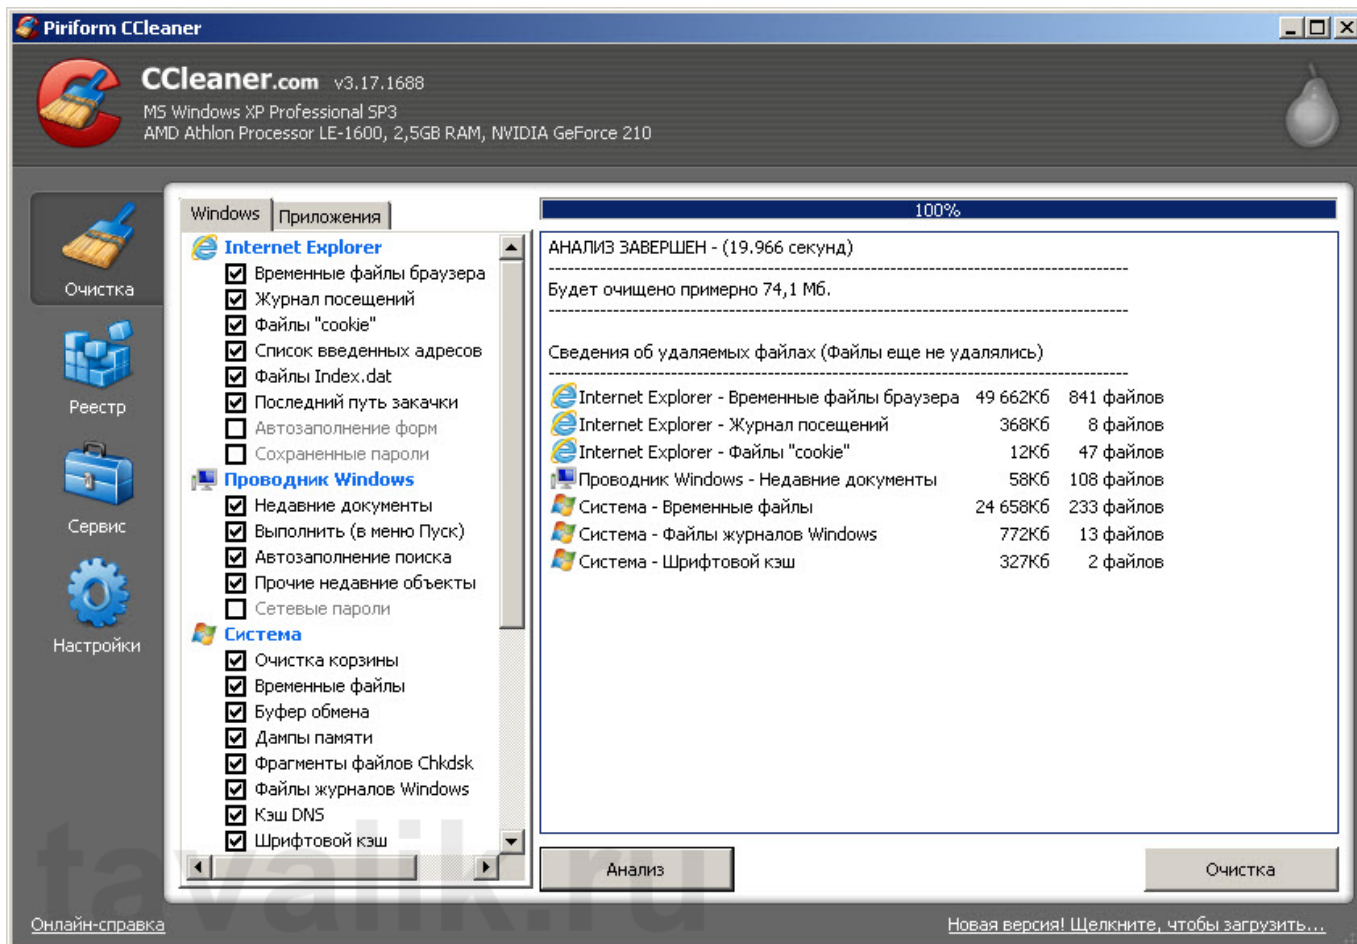 Piriform CCleaner
CCleaner.com v3.17.1688
MS Windows XP Professional SP3
AMD Athlon Processor LE-1600, 2,5GB RAM, NVIDIA GeForce 210
Очистка
Реестр
Сервис
Настройки
Windows Приложения
Internet Explorer
Временные файлы браузера
Журнал посещений
Файлы "cookie"
Список введенных адресов
Файлы Index.dat
Последний путь закачки
Автозаполнение форм
Сохраненные пароли
Проводник Windows
Недавние документы
Выполнить (в меню Пуск)
Автозаполнение поиска
Прочие недавние объекты
Сетевые пароли
Система
Очистка корзины
Временные файлы
Буфер обмена
Дампы памяти
Фрагменты файлов Chkdsk
Файлы журналов Windows
Кэш DNS
Шрифтовой кэш
100%
АНАЛИЗ ЗАВЕРШЕН - (19.966 секунд)
Будет очищено примерно 74,1 Мб.
Сведения об удаляемых файлах (Файлы еще не удалялись)
Internet Explorer - Временные файлы браузера 49 662Кб 841 файлов
Internet Explorer - Журнал посещений 368Кб 8 файлов
Internet Explorer - Файлы "cookie" 12Кб 47 файлов
Проводник Windows - Недавние документы 58Кб 108 файлов
Система - Временные файлы 24 658Кб 233 файлов
Система - Файлы журналов Windows 772Кб 13 файлов
Система - Шрифтовой кэш 327Кб 2 файлов
Анализ
Очистка
tavalik.ru
Онлайн-справка
Новая версия! Щелкните, чтобы загрузить...